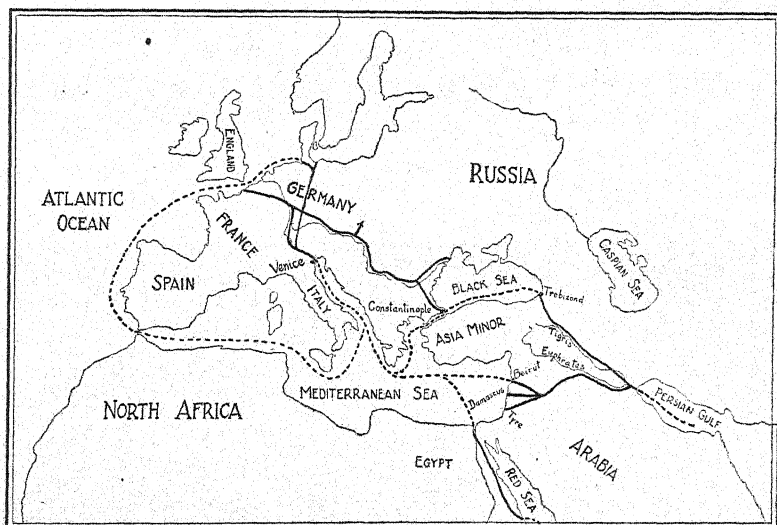 ENGLAND
RUSSIA
ATLANTIC
OCEAN
GERMANY
FRANCE
CASPIAN SEA
SPAIN
Venice
ITALY
BLACK SEA
Trebizond
Constantinople
ASIA MINOR
Tigris
Euphrates
Beirut
MEDITERRANEAN SEA
Damascus
PERSIAN GULF
NORTH AFRICA
Tyre
ARABIA
EGYPT
RED SEA